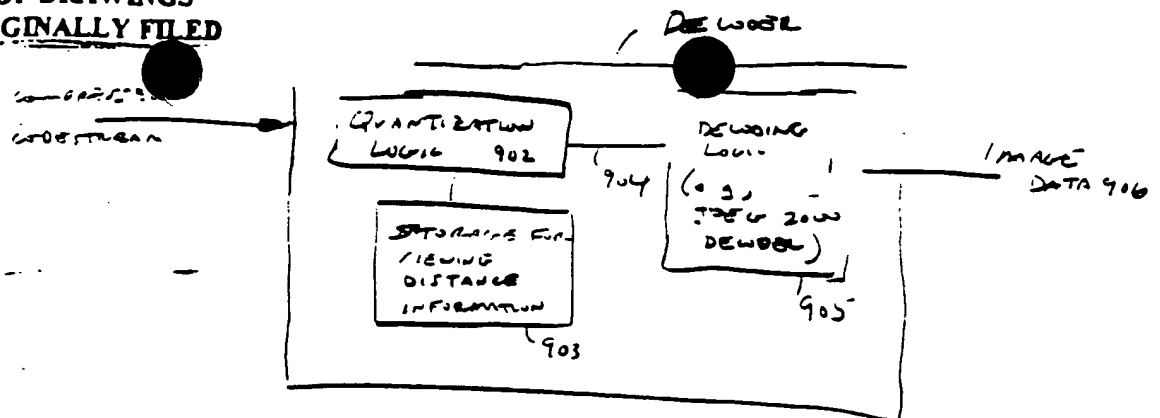 GINALLY FILED
DECODER
COMPRESSED
CODESTREAM
QUANTIZATION
LOGIC 902
904
DECODING
LOGIC
(e.g.,
JPEG 2000
DECODER)
905
IMAGE
DATA 906
STORAGE FOR
VIEWING
DISTANCE
INFORMATION
903